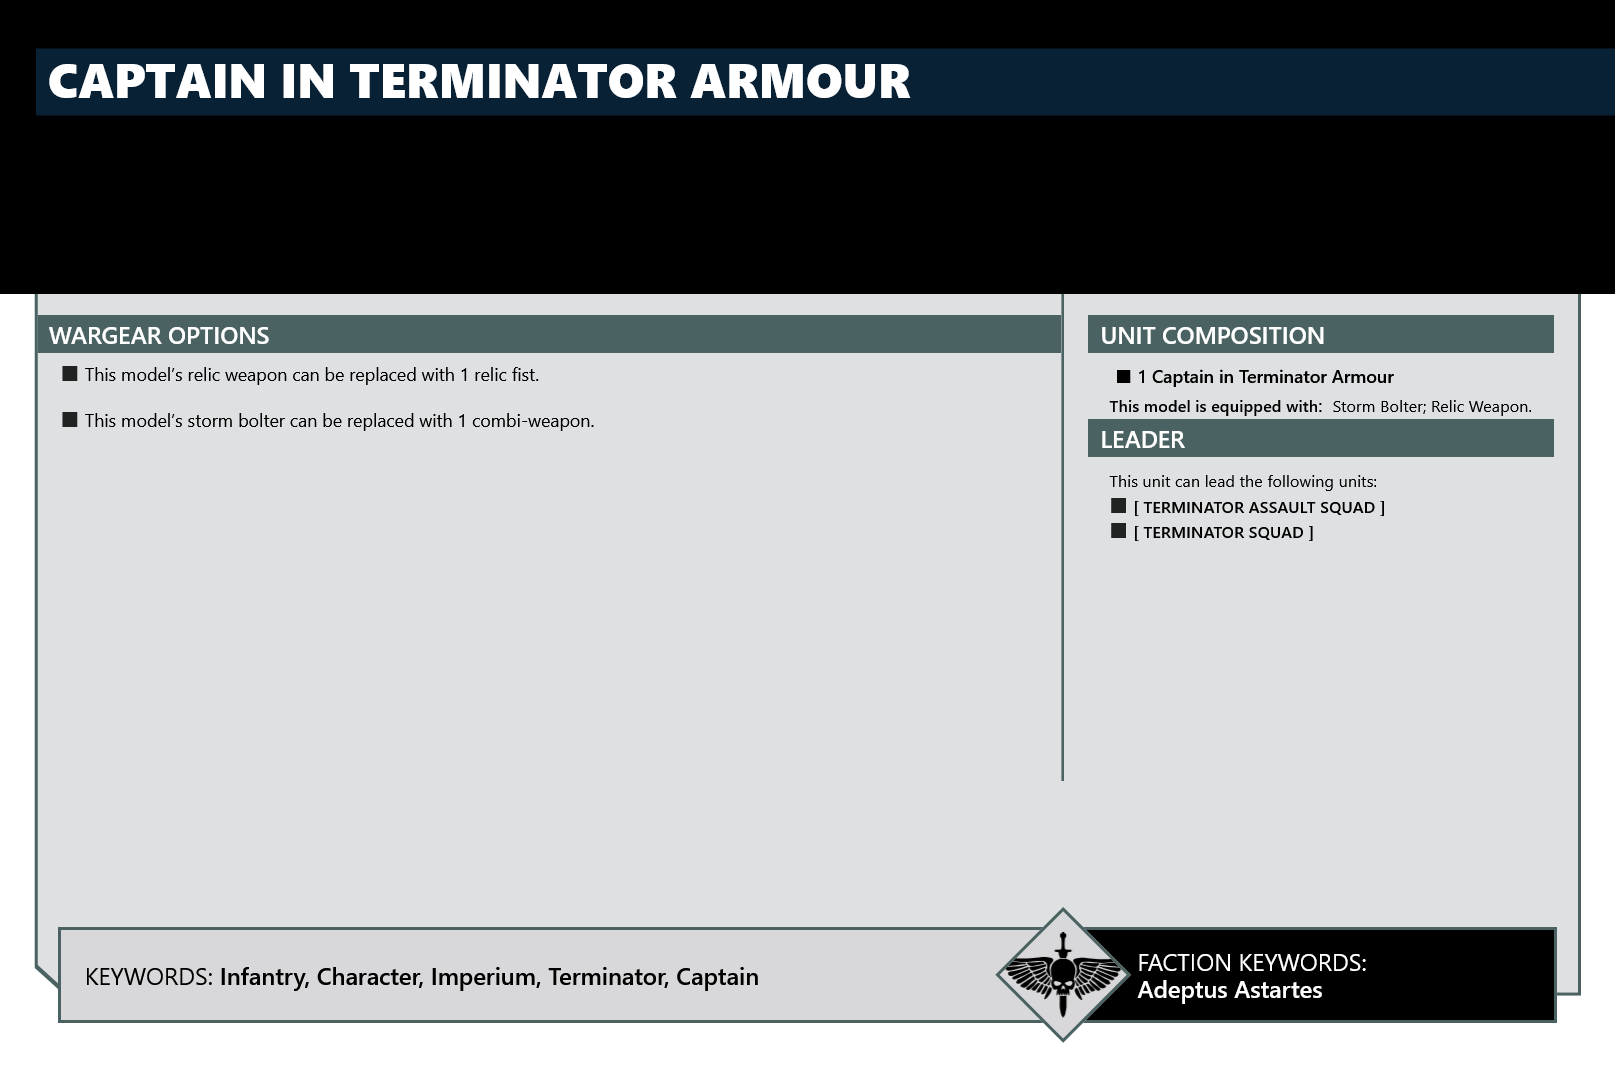 CAPTAIN IN TERMINATOR ARMOUR
WARGEAR OPTIONS
This model's relic weapon can be replaced with 1 relic fist.
This model's storm bolter can be replaced with 1 combi-weapon.
UNIT COMPOSITION
1 Captain in Terminator Armour
This model is equipped with: Storm Bolter; Relic Weapon.
LEADER
This unit can lead the following units:
[ TERMINATOR ASSAULT SQUAD ]
[ TERMINATOR SQUAD ]
KEYWORDS: Infantry, Character, Imperium, Terminator, Captain
FACTION KEYWORDS:
Adeptus Astartes